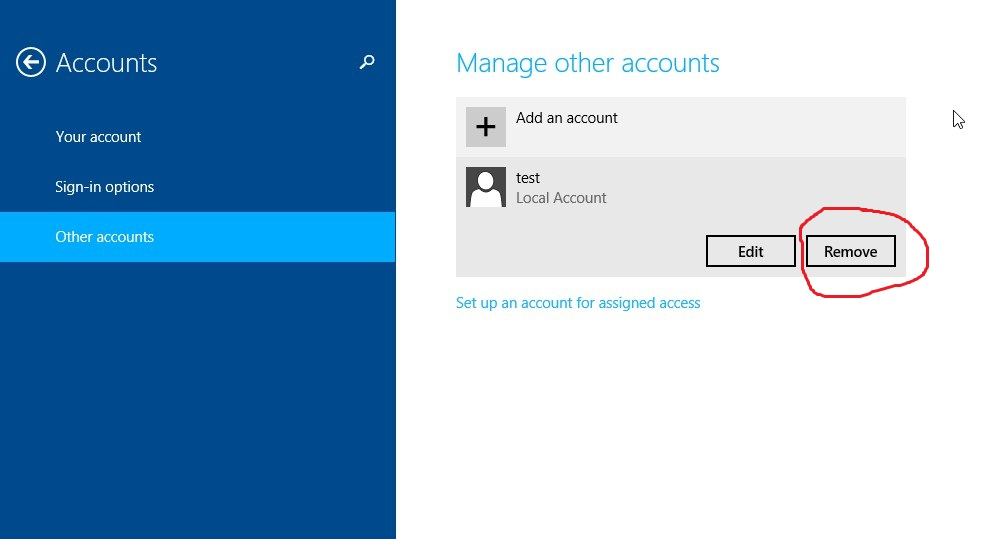 Accounts
Your account
Sign-in options
Other accounts
Manage other accounts
Add an account
test
Local Account
Edit
Remove
Set up an account for assigned access